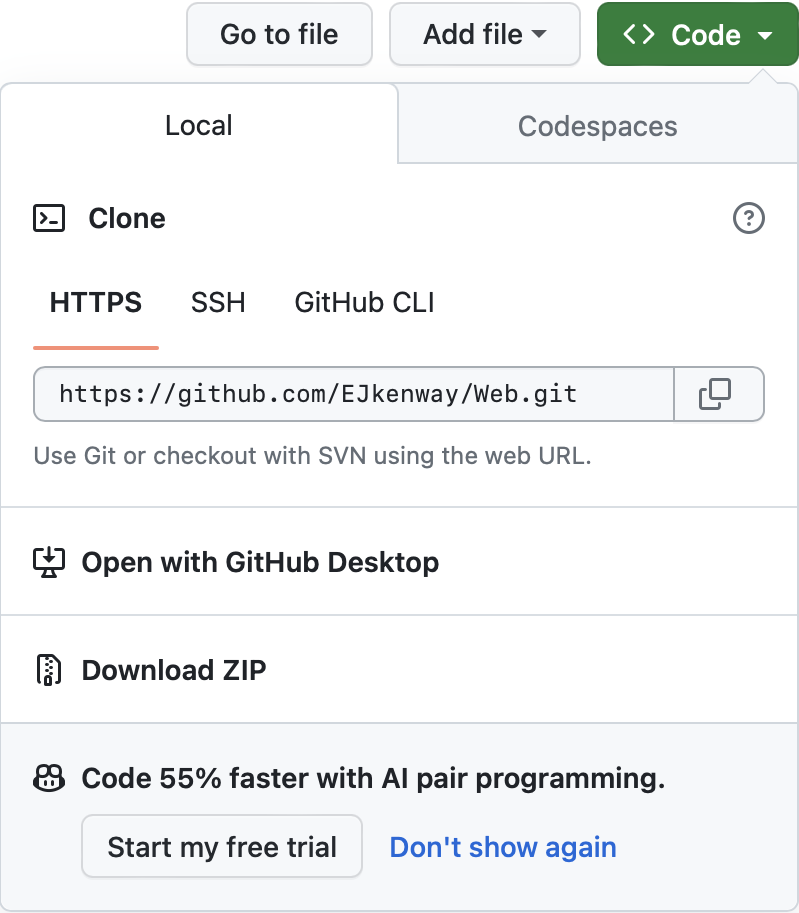 Go to file Add file <> Code
Local Codespaces
Clone
HTTPS SSH GitHub CLI
https://github.com/EJkenway/Web.git
Use Git or checkout with SVN using the web URL.
Open with GitHub Desktop
Download ZIP
Code 55% faster with AI pair programming.
Start my free trial Don't show again